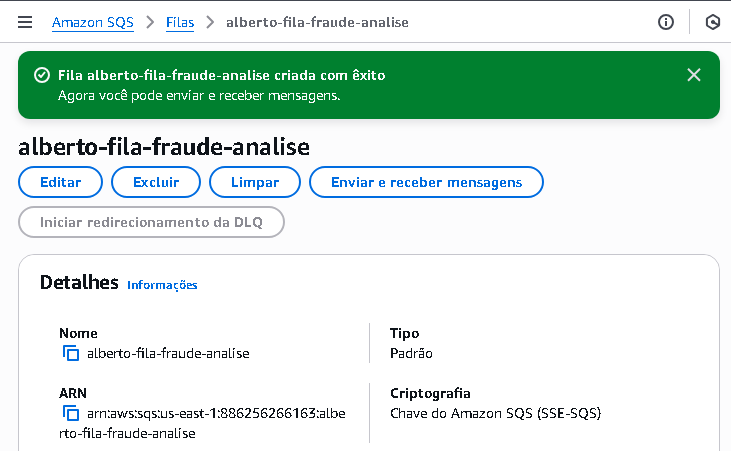 Amazon SQS > Filas > alberto-fila-fraude-analise
Fila alberto-fila-fraude-analise criada com êxito
Agora você pode enviar e receber mensagens.
alberto-fila-fraude-analise
Editar Excluir Limpar Enviar e receber mensagens
Iniciar redirecionamento da DLQ
Detalhes Informações
Nome
alberto-fila-fraude-analise
Tipo
Padrão
ARN
arn:aws:sqs:us-east-1:886256266163:albe
rto-fila-fraude-analise
Criptografia
Chave do Amazon SQS (SSE-SQS)